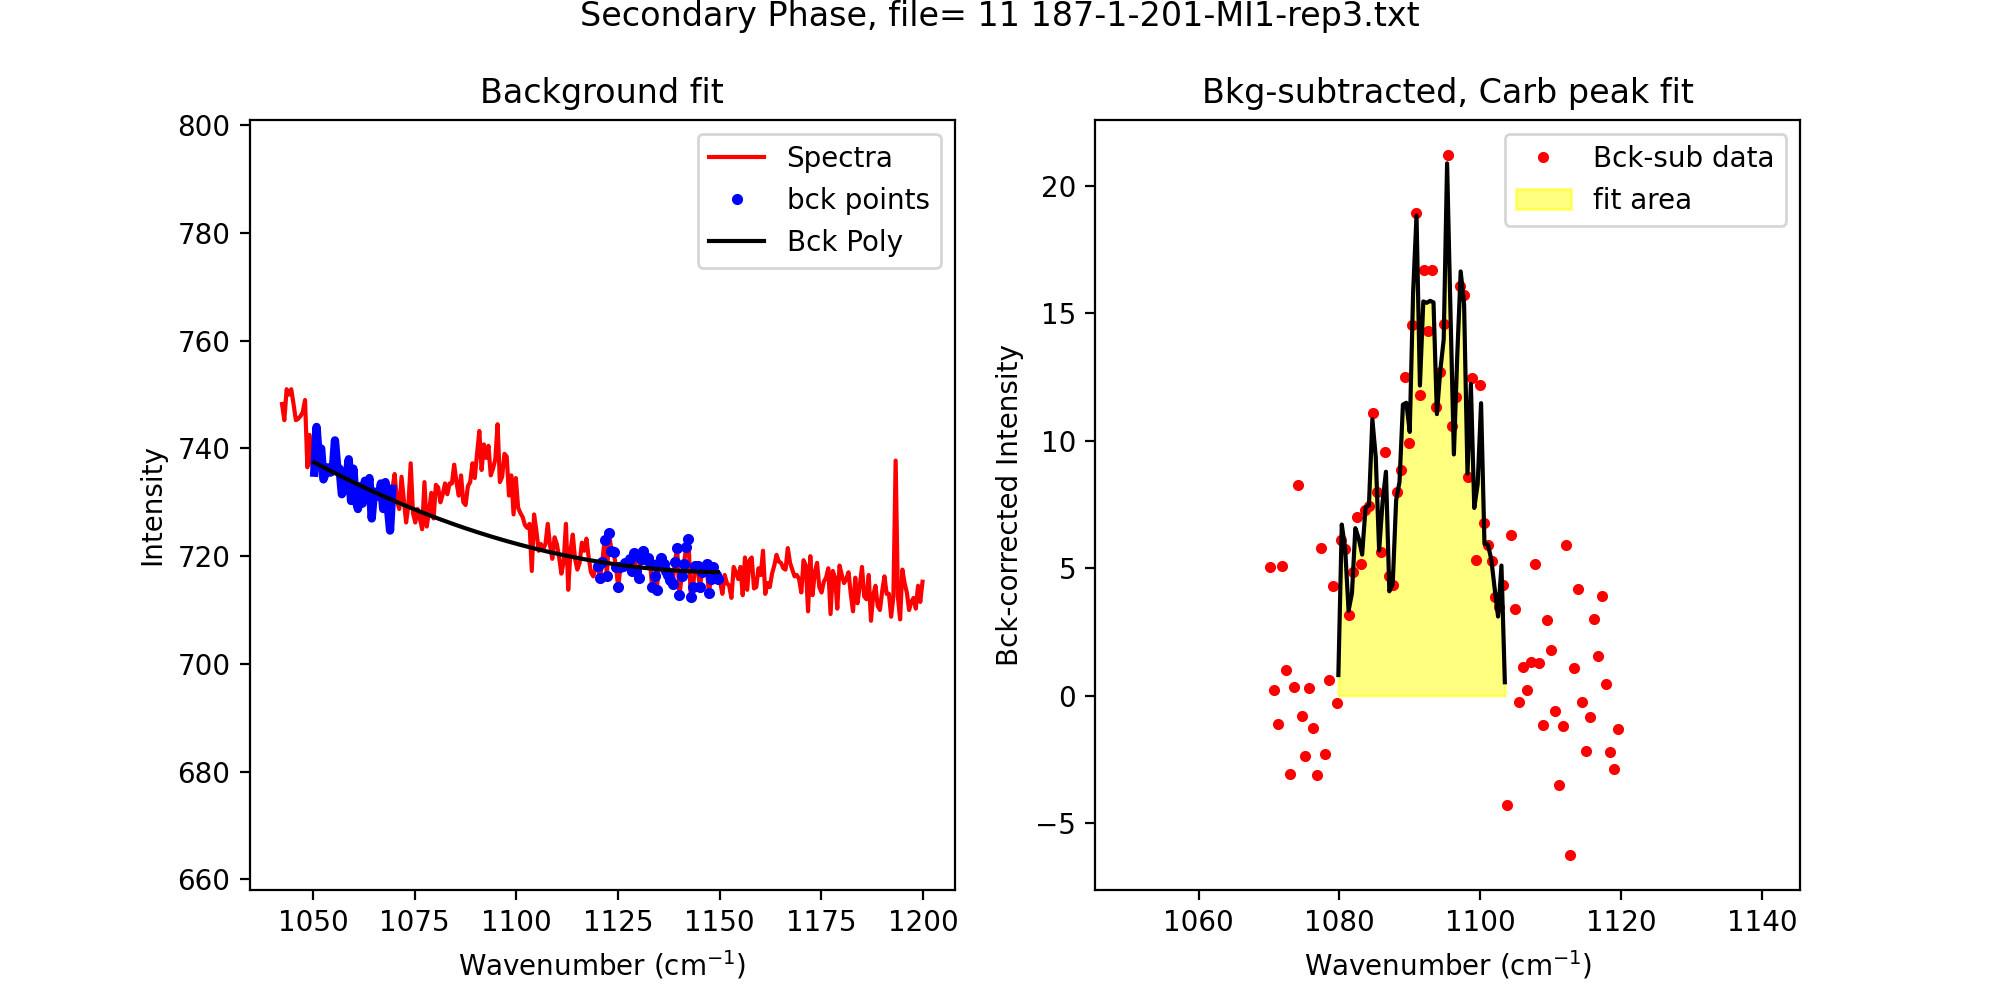 Secondary Phase, file= 11 187-1-201-MI1-rep3.txt
Background fit
800
780
760
740
720
700
680
660
Intensity
Spectra
bck points
Bck Poly
1050 1075 1100 1125 1150 1175 1200
Wavenumber (cm⁻¹)
Bkg-subtracted, Carb peak fit
20
15
10
5
0
−5
Bck-corrected Intensity
Bck-sub data
fit area
1060 1080 1100 1120 1140
Wavenumber (cm⁻¹)